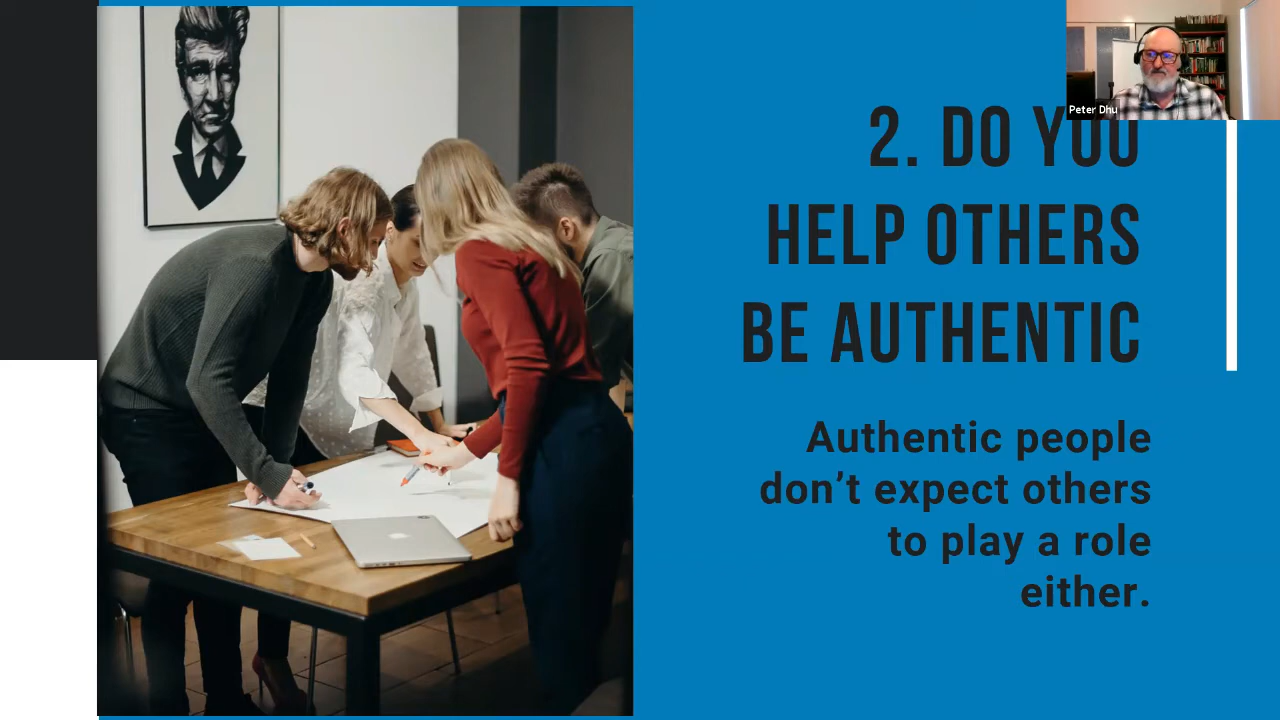 Peter Dhu
2. DO YOU
HELP OTHERS
BE AUTHENTIC
Authentic people
don’t expect others
to play a role
either.